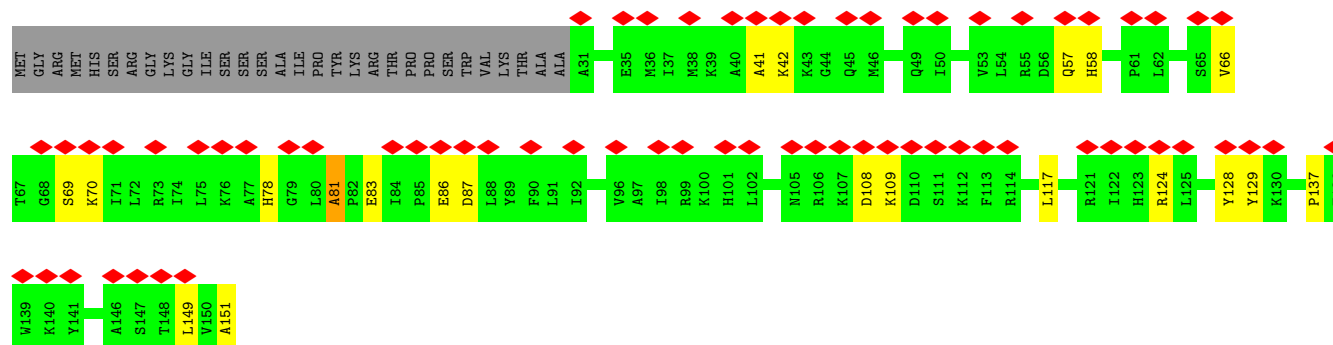 MET GLY ARG MET HIS SER ARG GLY LYS GLY ILE SER SER SER ALA ILE PRO TYR LYS ARG THR PRO PRO SER TRP VAL LYS THR ALA ALA A31 E35 M36 I37 M38 K39 A40 A41 K42 K43 G44 Q45 M46 Q49 I50 V53 L54 R55 D56 Q57 H58 P61 L62 S65 V66
T67 G68 S69 K70 I71 L72 R73 I74 L75 K76 A77 H78 G79 L80 A81 P82 E83 I84 P85 E86 D87 L88 Y89 F90 L91 I92 V96 A97 I98 R99 K100 H101 L102 N105 R106 K107 D108 K109 D110 S111 K112 F113 R114 L117 R121 I122 H123 R124 L125 Y128 Y129 K130 P137
W139 K140 Y141 A146 S147 T148 L149 V150 A151